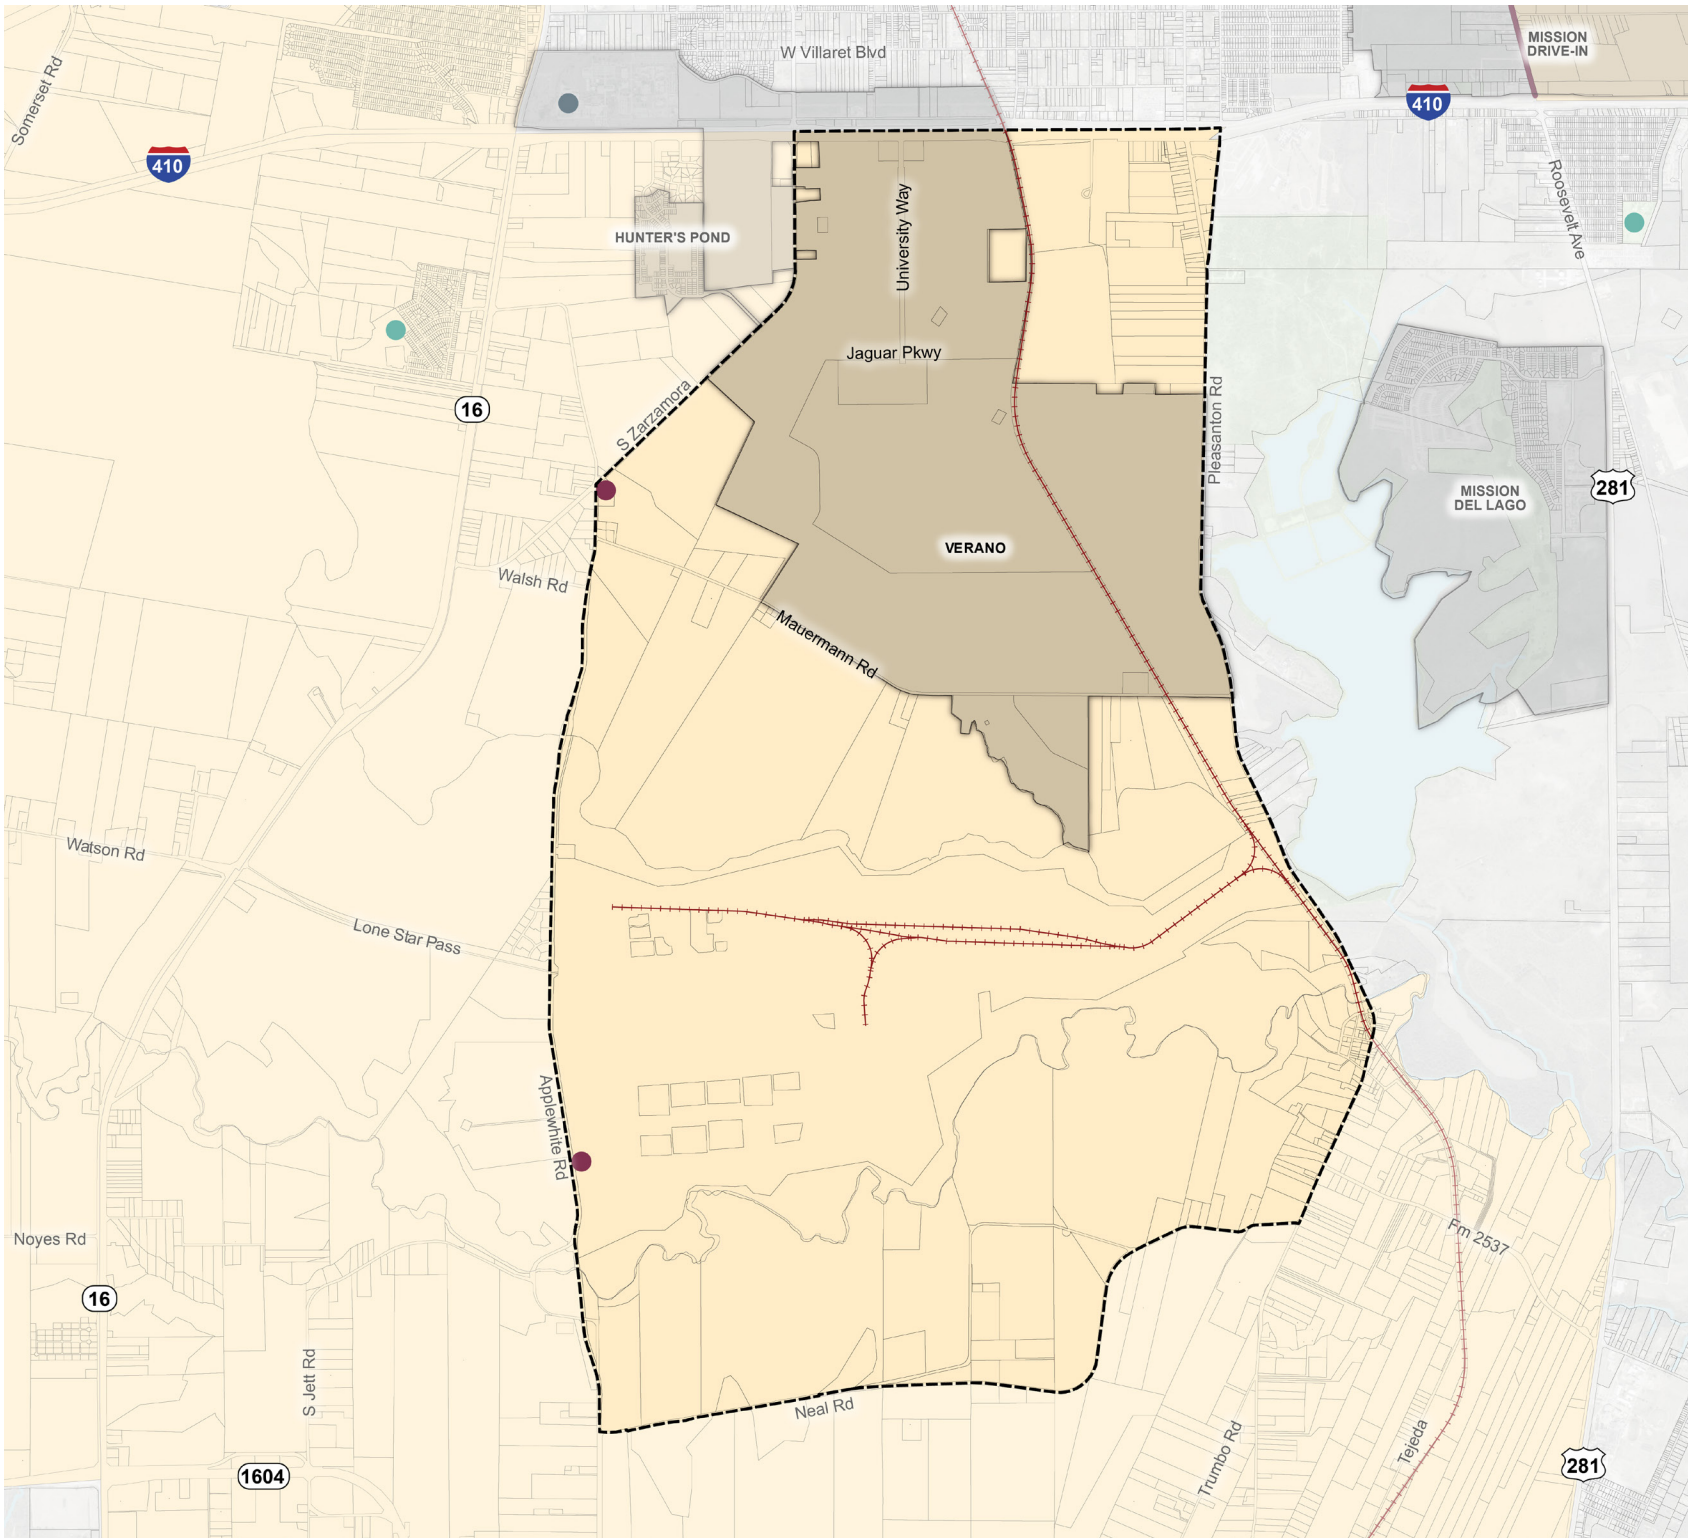 W Villaret Blvd
MISSION
DRIVE-IN
Somerset Rd
410
410
Roosevelt Ave
University Way
HUNTER'S POND
Jaguar Pkwy
16
S Zarzamora
Pleasanton Rd
281
MISSION
DEL LAGO
VERANO
Walsh Rd
Mauermann Rd
Watson Rd
Lone Star Pass
Applewhite Rd
Noyes Rd
Fm 2537
16
S Jett Rd
Neal Rd
Trumbo Rd
Tejeda
1604
281